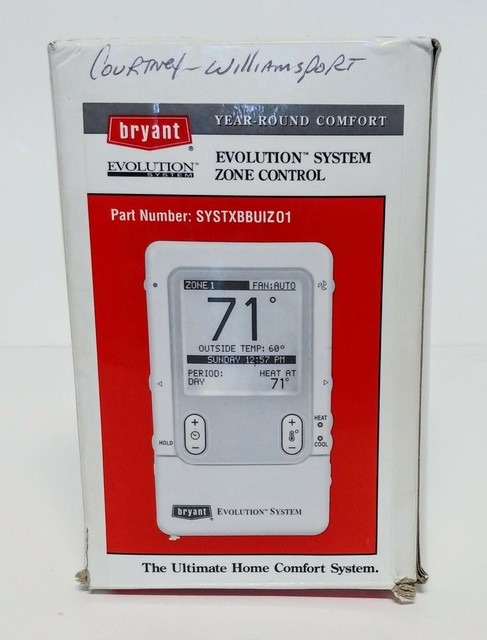 Courtney - Williamsport
bryant
YEAR-ROUND COMFORT
EVOLUTION™
SYSTEM
EVOLUTION™ SYSTEM
ZONE CONTROL
Part Number: SYSTXBBUIZ01
ZONE 1 FAN:AUTO
71°
OUTSIDE TEMP: 60°
SUNDAY 12:57 PM
PERIOD: HEAT AT
DAY 71°
+ +
- -
HOLD
HEAT
COOL
bryant EVOLUTION™ SYSTEM
The Ultimate Home Comfort System.